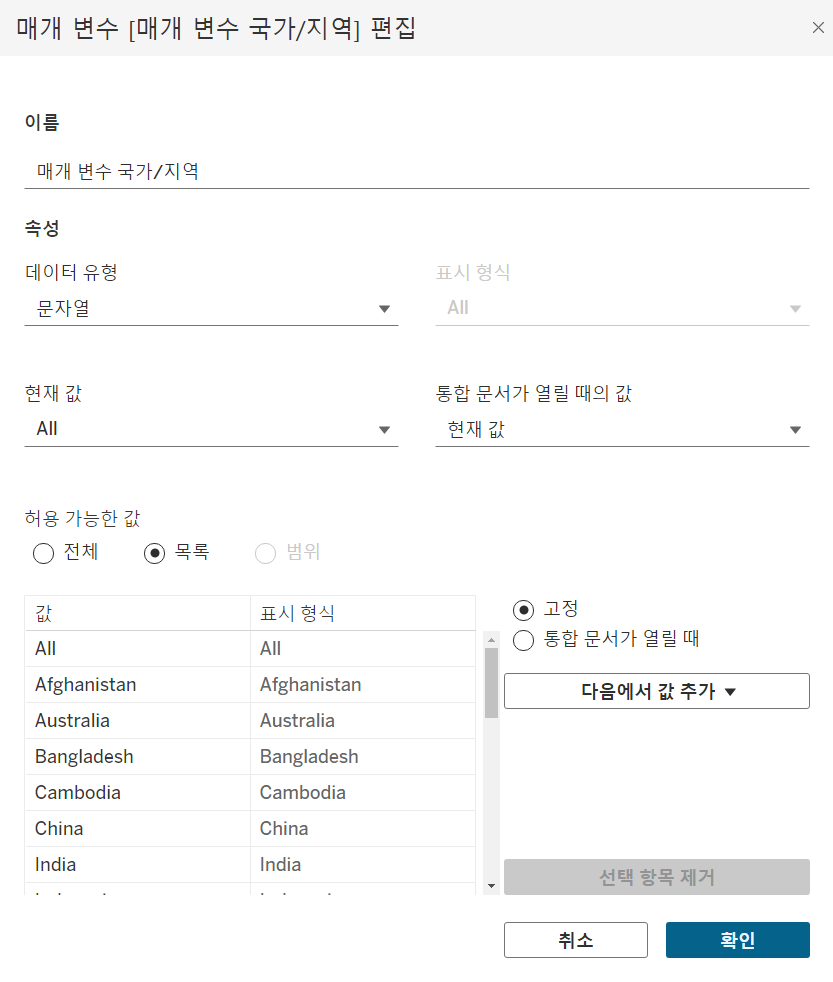 매개 변수 [매개 변수 국가/지역] 편집
이름
매개 변수 국가/지역
속성
데이터 유형 표시 형식
문자열 All
현재 값 통합 문서가 열릴 때의 값
All 현재 값
허용 가능한 값
전체 목록 범위
값 표시 형식 고정
All All 통합 문서가 열릴 때
Afghanistan Afghanistan 다음에서 값 추가
Australia Australia
Bangladesh Bangladesh
Cambodia Cambodia
China China
India India 선택 항목 제거
취소 확인